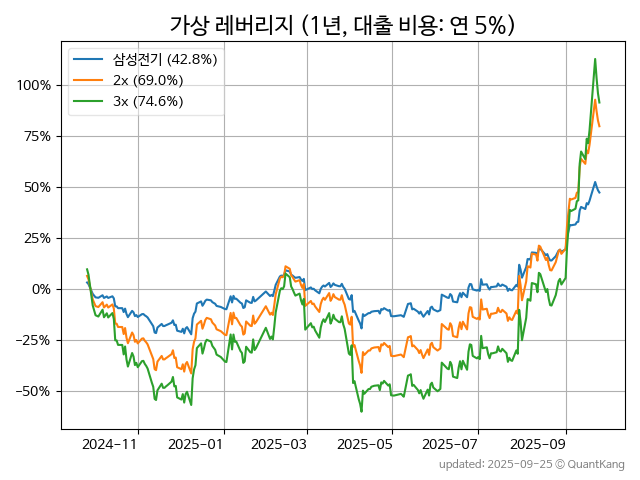 가상 레버리지 (1년, 대출 비용: 연 5%)
삼성전기 (42.8%)
2x (69.0%)
3x (74.6%)
100%
75%
50%
25%
0%
−25%
−50%
2024-11
2025-01
2025-03
2025-05
2025-07
2025-09
updated: 2025-09-25 © QuantKang